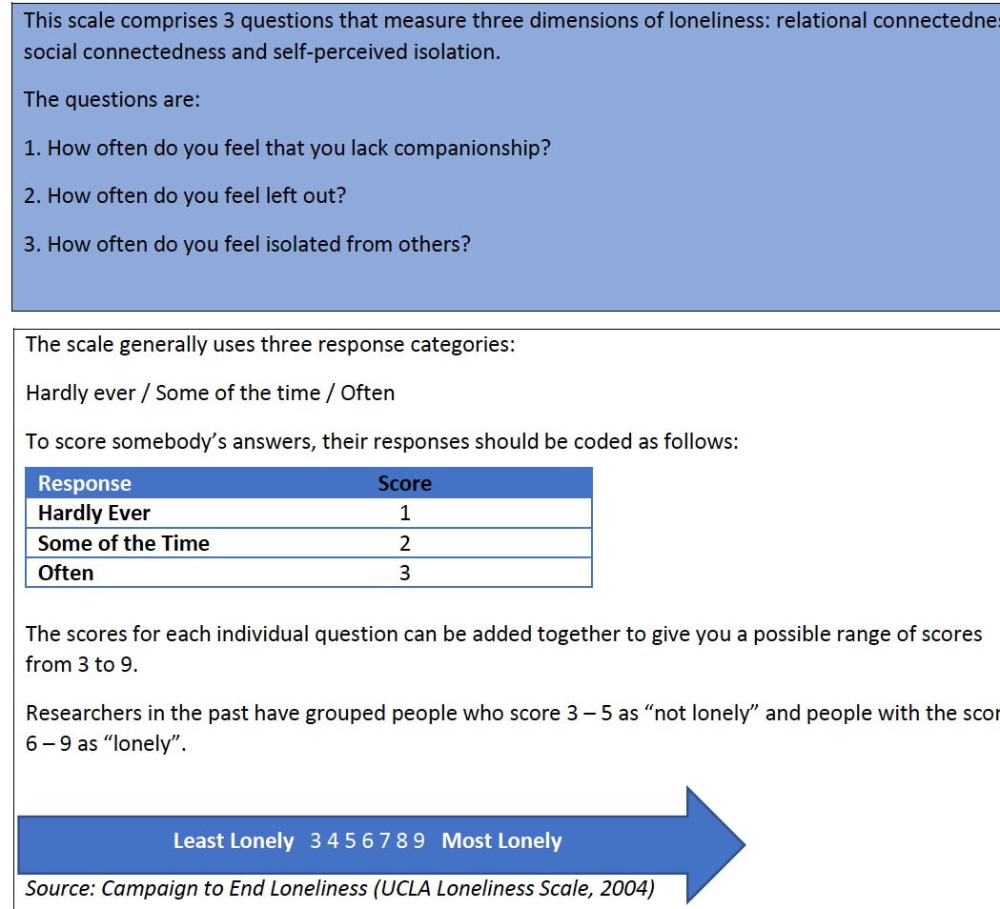 This scale comprises 3 questions that measure three dimensions of loneliness: relational
social connectedness and self-perceived isolation.
The questions are:
1. How often do you feel that you lack companionship?
2. How often do you feel left out?
3. How often do you feel isolated from others?
The scale generally uses three response categories:
Hardly ever / Some of the time / Often
To score somebody’s answers, their responses should be coded as follows:
Response Score
Hardly Ever 1
Some of the Time 2
Often 3
The scores for each individual question can be added together to give you a possible range of scores
from 3 to 9.
Researchers in the past have grouped people who score 3 – 5 as “not lonely” and people with the
6 – 9 as “lonely”.
Least Lonely 3 4 5 6 7 8 9 Most Lonely
Source: Campaign to End Loneliness (UCLA Loneliness Scale, 2004)